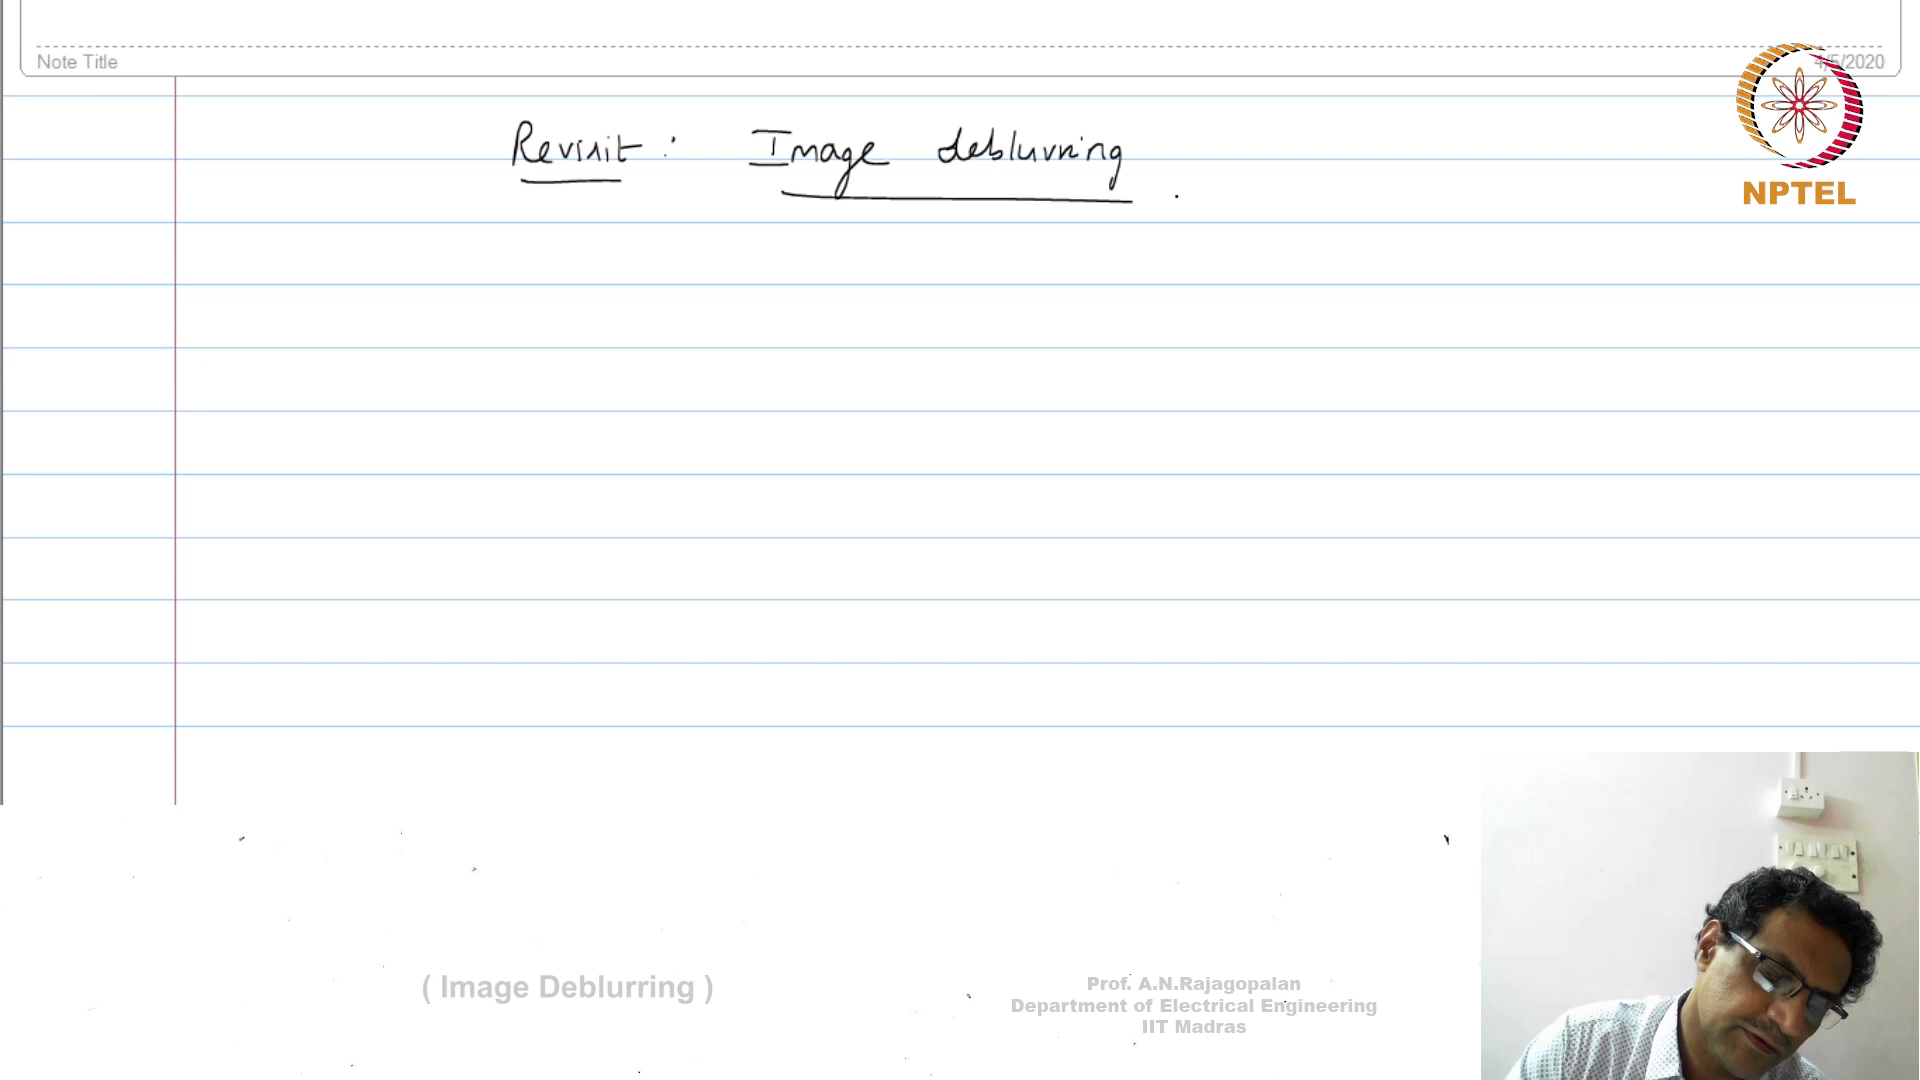 Note Title
4/5/2020
Revisit : Image deblurring
NPTEL
( Image Deblurring )
Prof. A.N.Rajagopalan
Department of Electrical Engineering
IIT Madras